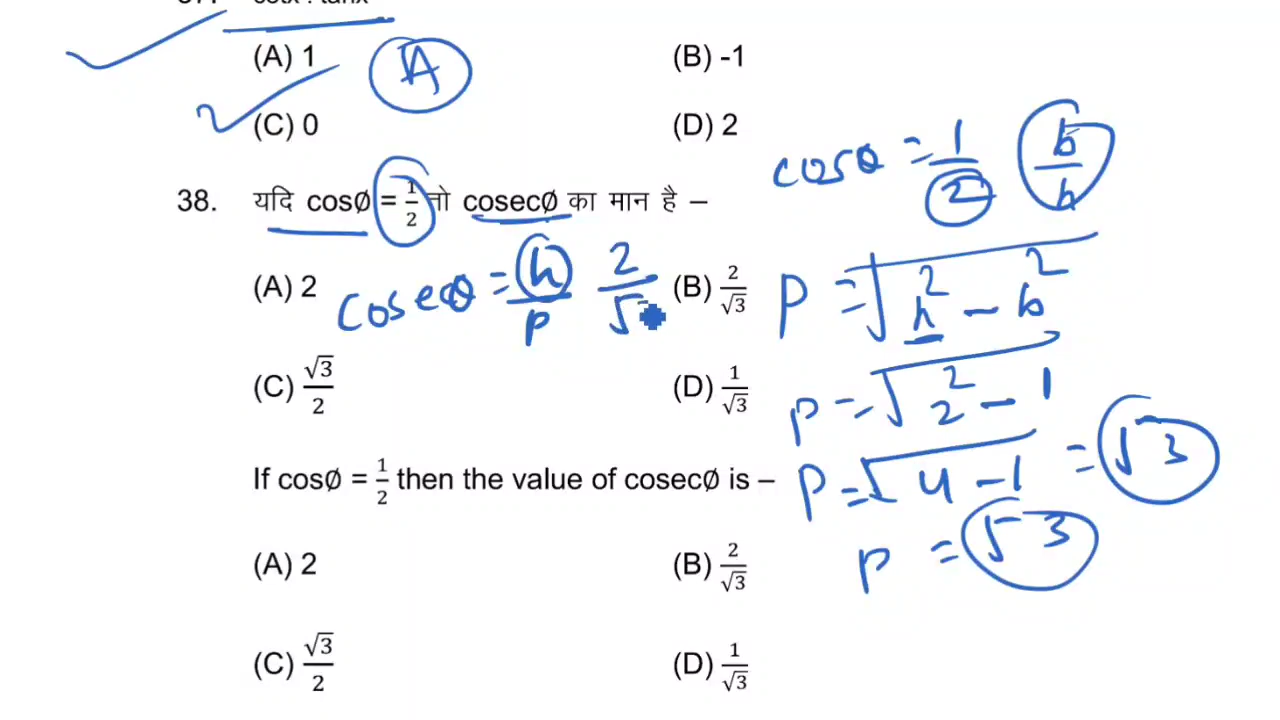 (A) 1 A (B) -1
(C) 0 (D) 2
cosθ = 1/2 b/h
38. यदि cosØ = 1/2 तो cosecØ का मान है –
(A) 2 (B) 2/√3
cosecθ = h/p 2/√
p = √h² - b²
(C) √3/2 (D) 1/√3
p = √2² - 1
If cosØ = 1/2 then the value of cosecØ is –
p = √4 - 1 = √3
p = √3
(A) 2 (B) 2/√3
(C) √3/2 (D) 1/√3